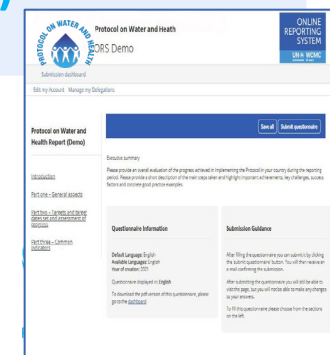 PROTOCOL ON WATER AND HEALTH
Protocol on Water and Heath
ORS Demo
ONLINE
REPORTING
SYSTEM
UN WCMC
Submission dashboard
Edit my Account Manage my Delegations
Protocol on Water and
Health Report (Demo)
Introduction
Part one – General aspects
Part two – Targets and target
dates set and assessment of
progress
Part three – Common
indicators
Save all
Submit questionnaire
Executive summary
Please provide an overall evaluation of the progress achieved in implementing the Protocol in your country during the reporting
period. Please provide a short description of the main steps taken and highlight important achievements, key challenges, success
factors and concrete good practice examples.
Questionnaire Information
Default Language: English
Available Languages: English
Year of creation: 2021
Questionnaire displayed in English
To download the pdf version of this questionnaire, please
go to the dashboard
Submission Guidance
After filling the questionnaire you can submit it by clicking
the submit questionnaire button. You will then receive an
e-mail confirming the submission.
After submitting the questionnaire you will still be able to
visit the page, but you will not be able to make any changes
to your answers.
To fill this questionnaire please choose from the sections
on the left.